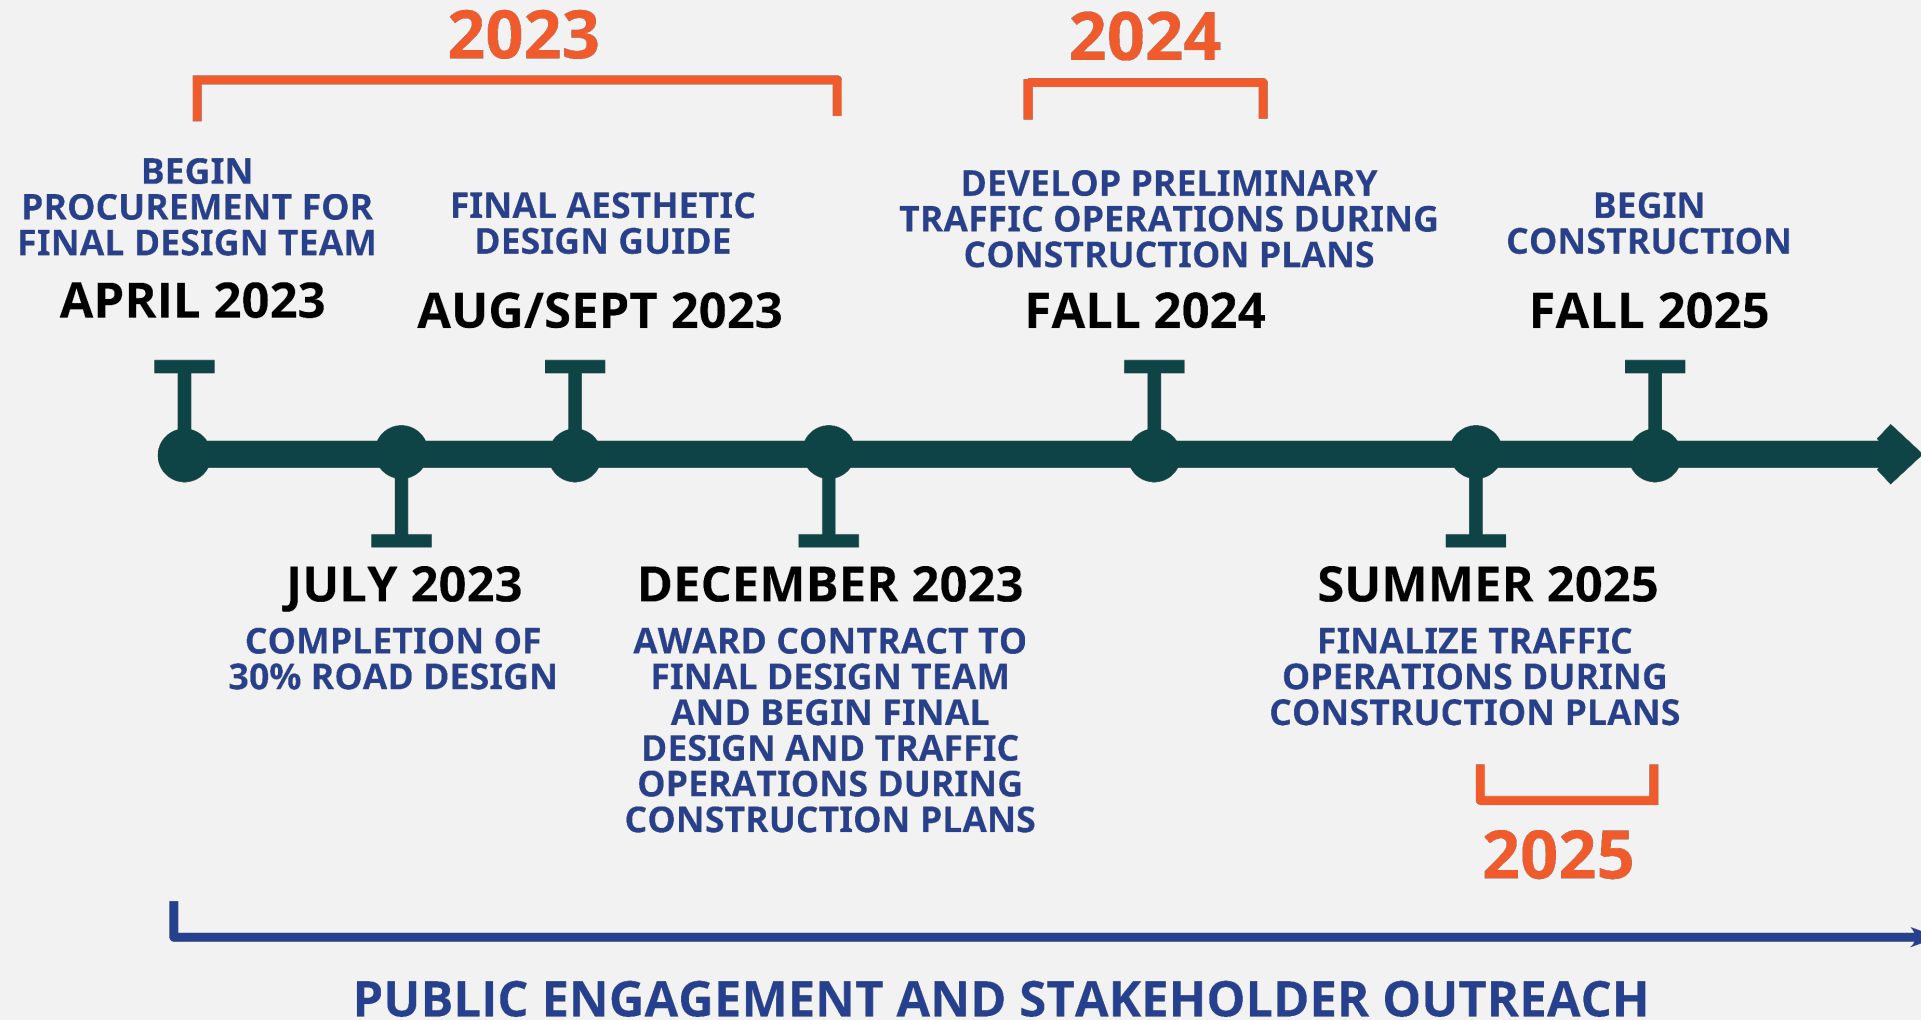 2023
2024
BEGIN
PROCUREMENT FOR
FINAL DESIGN TEAM
APRIL 2023
FINAL AESTHETIC
DESIGN GUIDE
AUG/SEPT 2023
DEVELOP PRELIMINARY
TRAFFIC OPERATIONS DURING
CONSTRUCTION PLANS
FALL 2024
BEGIN
CONSTRUCTION
FALL 2025
JULY 2023
COMPLETION OF
30% ROAD DESIGN
DECEMBER 2023
AWARD CONTRACT TO
FINAL DESIGN TEAM
AND BEGIN FINAL
DESIGN AND TRAFFIC
OPERATIONS DURING
CONSTRUCTION PLANS
SUMMER 2025
FINALIZE TRAFFIC
OPERATIONS DURING
CONSTRUCTION PLANS
2025
PUBLIC ENGAGEMENT AND STAKEHOLDER OUTREACH